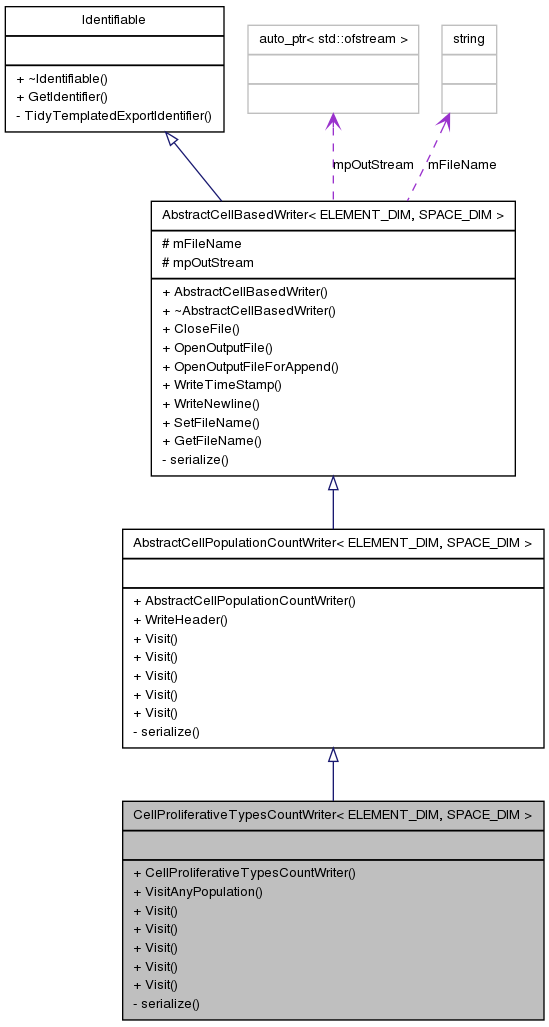 Identifiable
+ ~Identifiable()
+ GetIdentifier()
- TidyTemplatedExportIdentifier()
auto_ptr< std::ofstream >
string
mpOutStream
mFileName
AbstractCellBasedWriter< ELEMENT_DIM, SPACE_DIM >
# mFileName
# mpOutStream
+ AbstractCellBasedWriter()
+ ~AbstractCellBasedWriter()
+ CloseFile()
+ OpenOutputFile()
+ OpenOutputFileForAppend()
+ WriteTimeStamp()
+ WriteNewline()
+ SetFileName()
+ GetFileName()
- serialize()
AbstractCellPopulationCountWriter< ELEMENT_DIM, SPACE_DIM >
+ AbstractCellPopulationCountWriter()
+ WriteHeader()
+ Visit()
+ Visit()
+ Visit()
+ Visit()
+ Visit()
- serialize()
CellProliferativeTypesCountWriter< ELEMENT_DIM, SPACE_DIM >
+ CellProliferativeTypesCountWriter()
+ VisitAnyPopulation()
+ Visit()
+ Visit()
+ Visit()
+ Visit()
+ Visit()
- serialize()